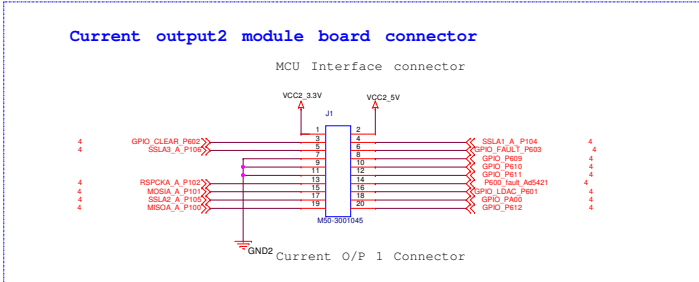 Current output2 module board connector
MCU Interface connector
VCC2_3.3V VCC2_5V
J1
1 2
4 GPIO_CLEAR_P602 3 4 SSLA1_A_P104 4
4 SSLA3_A_P106 5 6 GPIO_FAULT_P603 4
7 8 GPIO_P609 4
9 10 GPIO_P610 4
11 12 GPIO_P611 4
4 RSPCKA_A_P102 13 14 P600_fault_Ad5421 4
4 MOSIA_A_P101 15 16 GPIO_LDAC_P601 4
4 SSLA2_A_P105 17 18 GPIO_PA00 4
4 MISOA_A_P100 19 20 GPIO_P612 4
M50-3001045
GND2
Current O/P 1 Connector